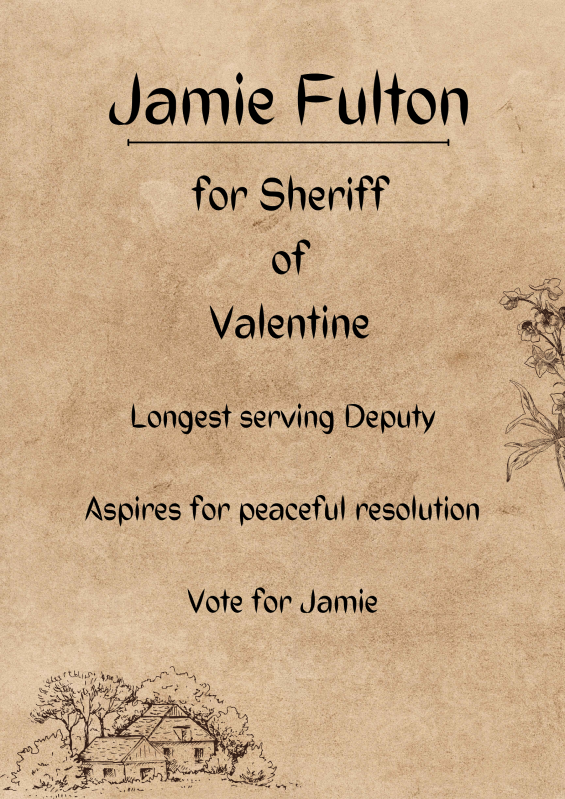 Jamie Fulton
for Sheriff
of
Valentine
Longest serving Deputy
Aspires for peaceful resolution
Vote for Jamie